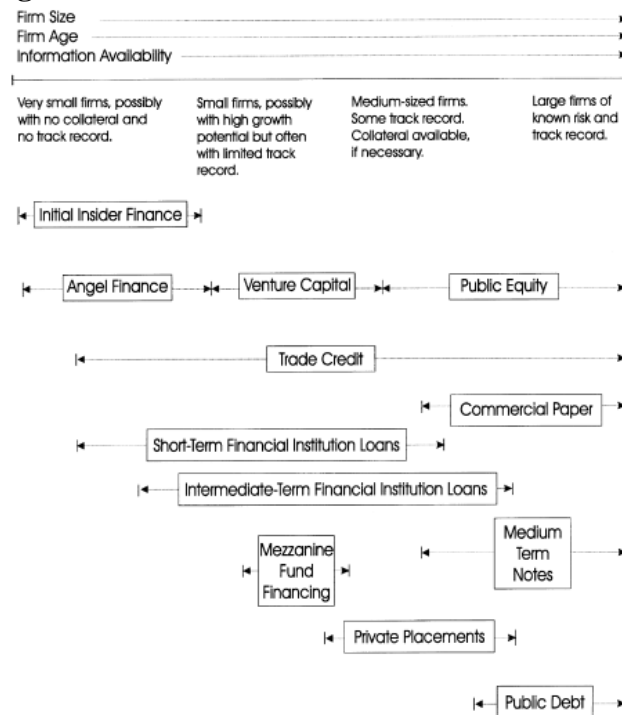 Firm Size
Firm Age
Information Availability
Very small firms, possibly
with no collateral and
no track record.
Small firms, possibly
with high growth
potential but often
with limited track
record.
Medium-sized firms.
Some track record.
Collateral available,
if necessary.
Large firms of
known risk and
track record.
Initial Insider Finance
Angel Finance
Venture Capital
Public Equity
Trade Credit
Commercial Paper
Short-Term Financial Institution Loans
Intermediate-Term Financial Institution Loans
Mezzanine
Fund
Financing
Medium
Term
Notes
Private Placements
Public Debt